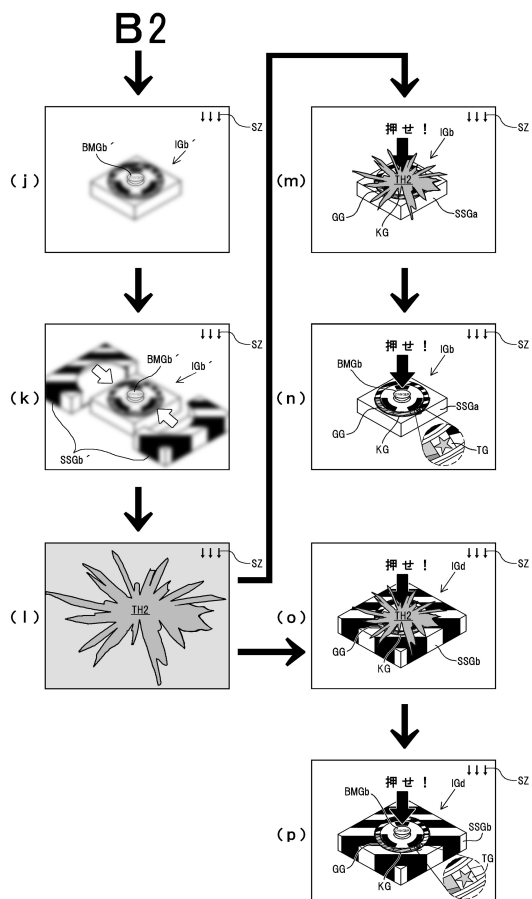 B2
(j)
BMGb´
IGb´
SZ
(k)
BMGb´
IGb´
SZ
SSGb´
(l)
TH2
SZ
(m)
押せ!
IGb
SZ
TH2
GG
KG
SSGa
(n)
押せ!
BMGb
IGb
SZ
SSGa
GG
KG
TG
(o)
押せ!
IGd
SZ
TH2
GG
KG
SSGb
(p)
押せ!
BMGb
IGd
SZ
SSGb
GG
KG
TG